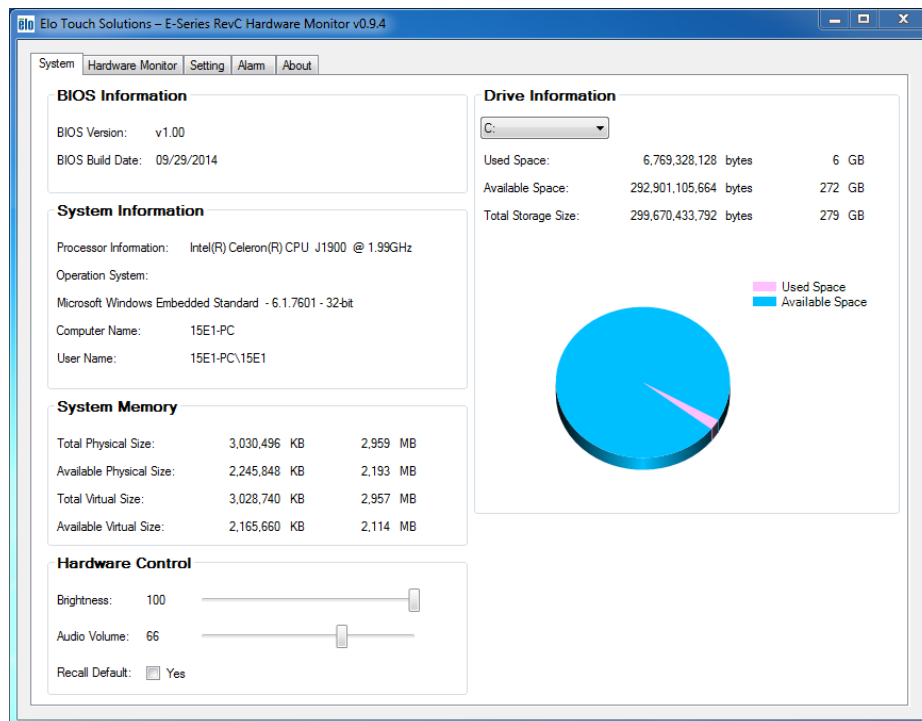 elo Elo Touch Solutions – E-Series RevC Hardware Monitor v0.9.4
System Hardware Monitor Setting Alarm About
BIOS Information
BIOS Version: v1.00
BIOS Build Date: 09/29/2014
System Information
Processor Information: Intel(R) Celeron(R) CPU J1900 @ 1.99GHz
Operation System:
Microsoft Windows Embedded Standard - 6.1.7601 - 32-bit
Computer Name: 15E1-PC
User Name: 15E1-PC\15E1
System Memory
Total Physical Size: 3,030,496 KB 2,959 MB
Available Physical Size: 2,245,848 KB 2,193 MB
Total Virtual Size: 3,028,740 KB 2,957 MB
Available Virtual Size: 2,165,660 KB 2,114 MB
Hardware Control
Brightness: 100
Audio Volume: 66
Recall Default: Yes
Drive Information
C:
Used Space: 6,769,328,128 bytes 6 GB
Available Space: 292,901,105,664 bytes 272 GB
Total Storage Size: 299,670,433,792 bytes 279 GB
Used Space
Available Space